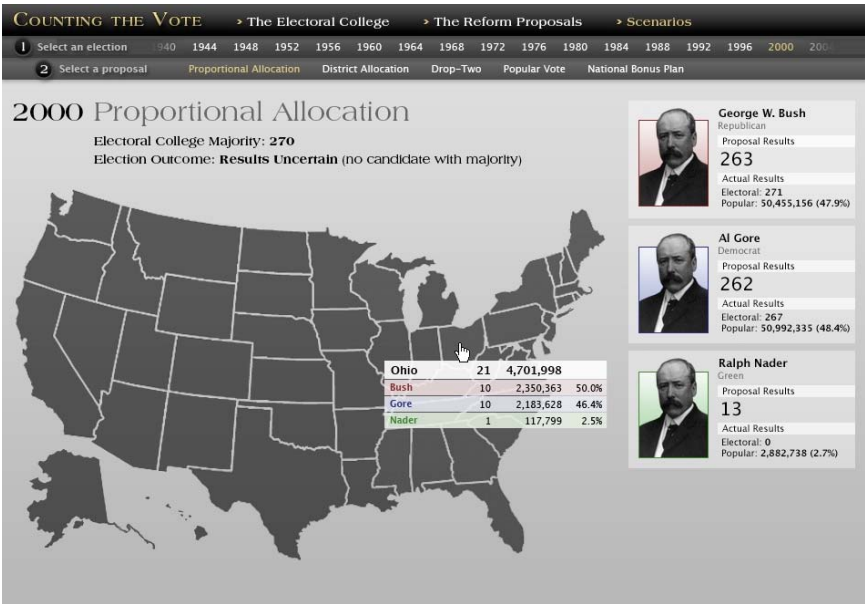 COUNTING THE VOTE › The Electoral College › The Reform Proposals › Scenarios
1 Select an election 1940 1944 1948 1952 1956 1960 1964 1968 1972 1976 1980 1984 1988 1992 1996 2000 200
2 Select a proposal Proportional Allocation District Allocation Drop-Two Popular Vote National Bonus Plan
2000 Proportional Allocation
Electoral College Majority: 270
Election Outcome: Results Uncertain (no candidate with majority)
George W. Bush
Republican
Proposal Results
263
Actual Results
Electoral: 271
Popular: 50,455,156 (47.9%)
Al Gore
Democrat
Proposal Results
262
Actual Results
Electoral: 267
Popular: 50,992,335 (48.4%)
Ohio 21 4,701,998
Bush 10 2,350,363 50.0%
Gore 10 2,183,628 46.4%
Nader 1 117,799 2.5%
Ralph Nader
Green
Proposal Results
13
Actual Results
Electoral: 0
Popular: 2,882,738 (2.7%)